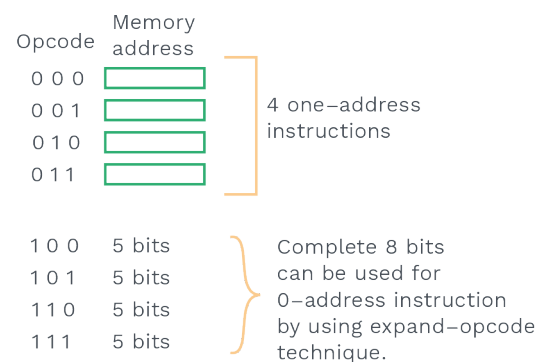 Opcode Memory address
0 0 0
0 0 1
0 1 0
0 1 1
4 one–address
instructions
1 0 0 5 bits
1 0 1 5 bits
1 1 0 5 bits
1 1 1 5 bits
Complete 8 bits
can be used for
0–address instruction
by using expand–opcode
technique.